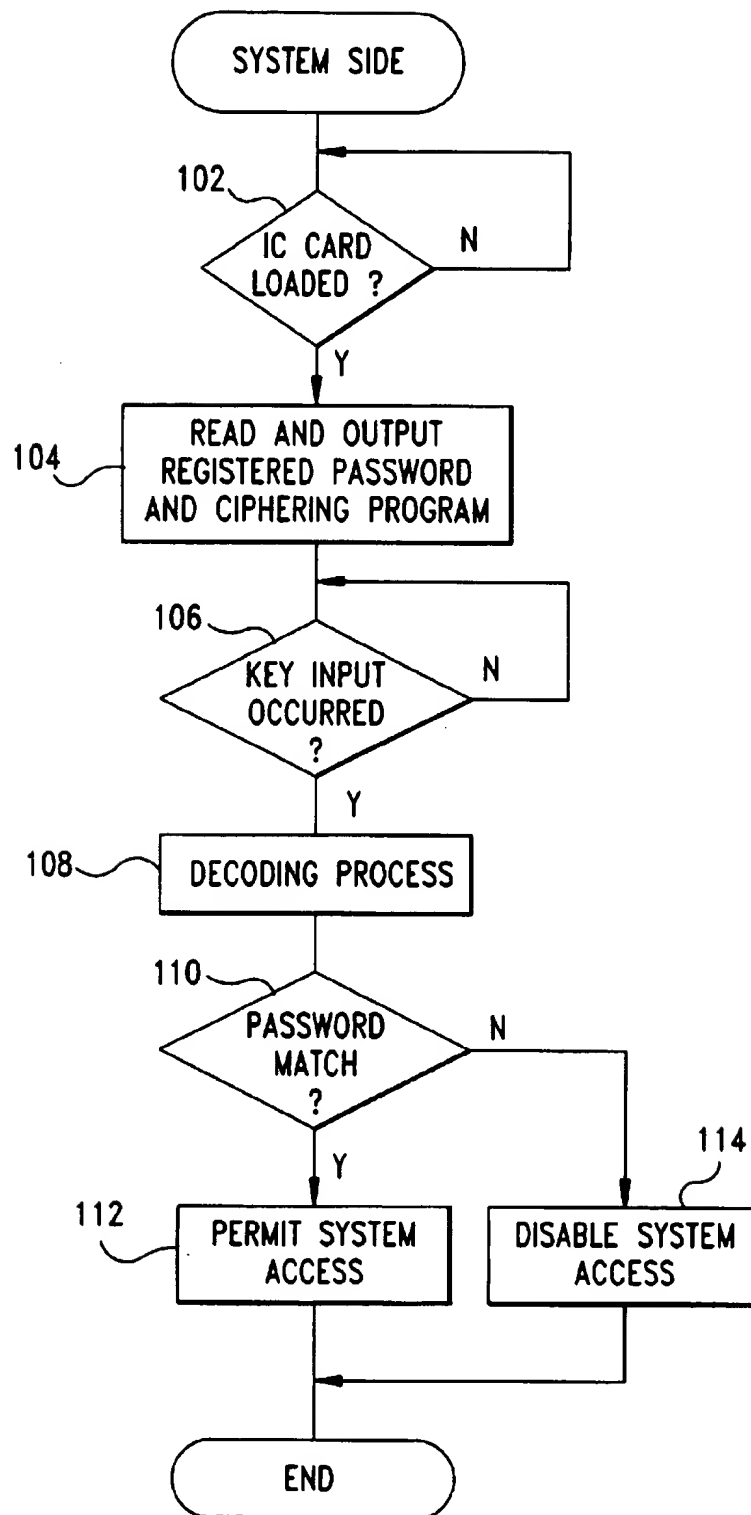 SYSTEM SIDE
102
IC CARD
LOADED ?
N
Y
104
READ AND OUTPUT
REGISTERED PASSWORD
AND CIPHERING PROGRAM
106
KEY INPUT
OCCURRED
?
N
Y
108
DECODING PROCESS
110
PASSWORD
MATCH
?
N
Y
112
PERMIT SYSTEM
ACCESS
114
DISABLE SYSTEM
ACCESS
END